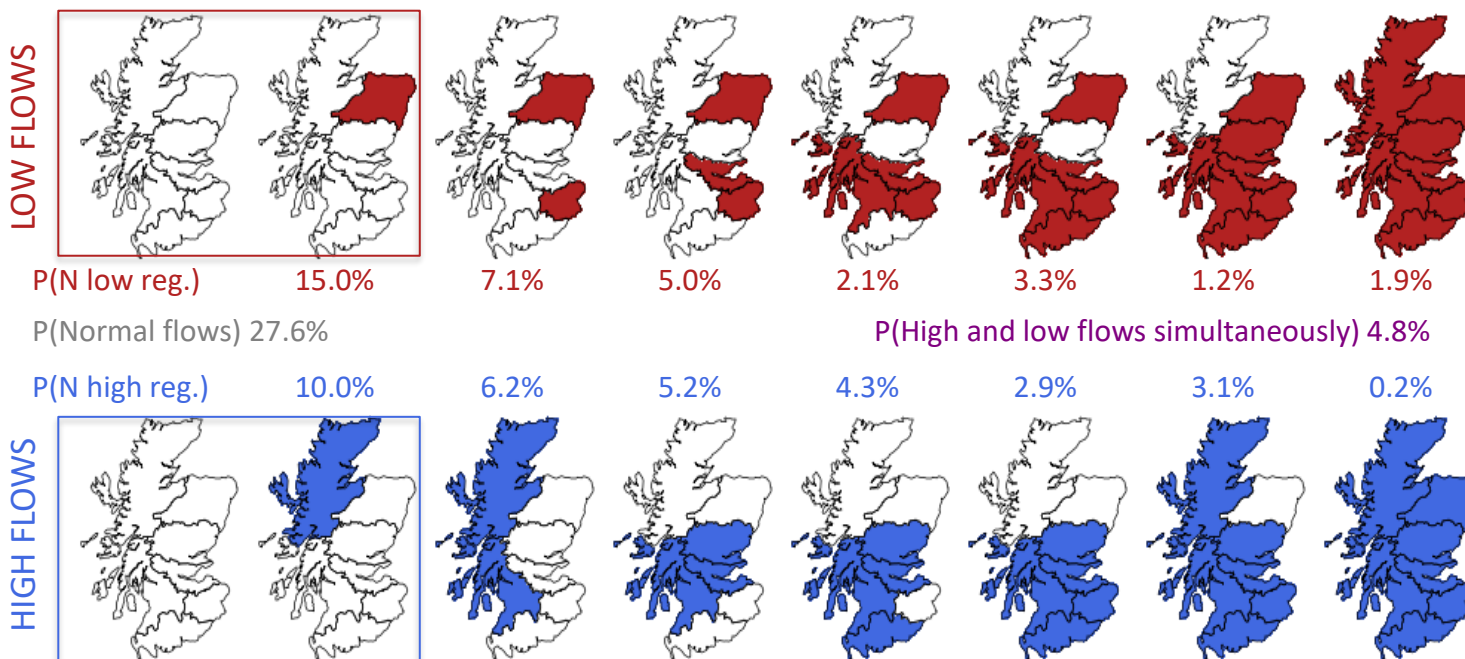 LOW FLOWS
P(N low reg.) 15.0% 7.1% 5.0% 2.1% 3.3% 1.2% 1.9%
P(Normal flows) 27.6% P(High and low flows simultaneously) 4.8%
P(N high reg.) 10.0% 6.2% 5.2% 4.3% 2.9% 3.1% 0.2%
HIGH FLOWS